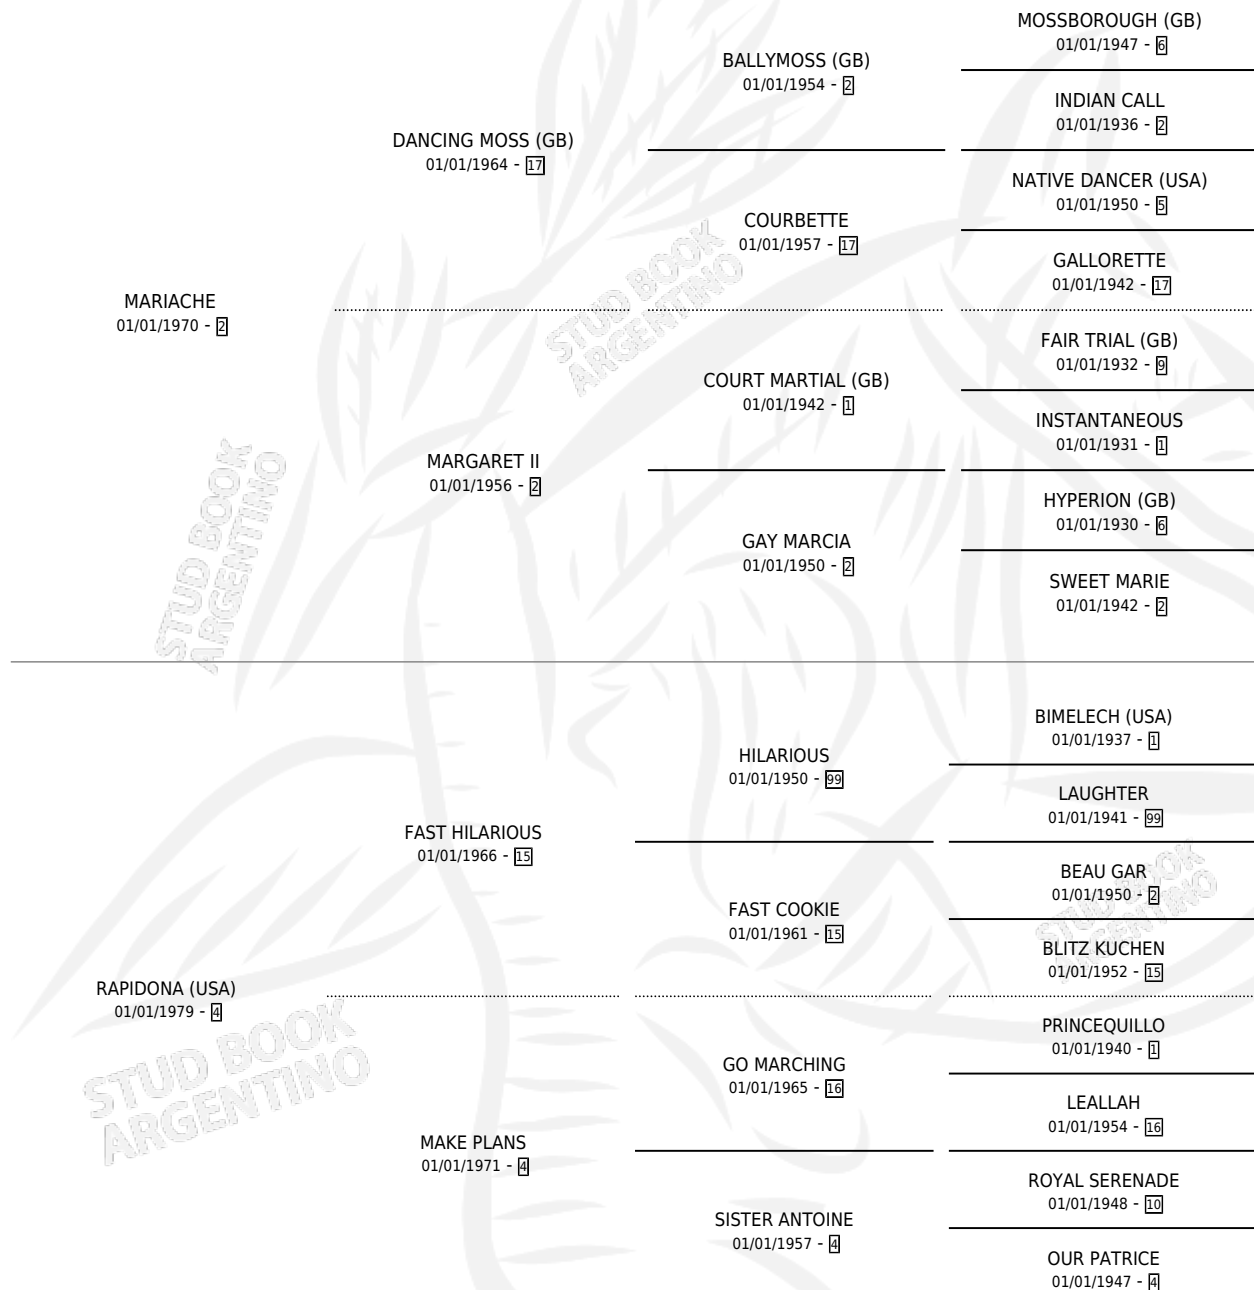 MOSSBOROUGH (GB)
01/01/1947 - 6
BALLYMOSS (GB)
01/01/1954 - 2
INDIAN CALL
01/01/1936 - 2
DANCING MOSS (GB)
01/01/1964 - 17
NATIVE DANCER (USA)
01/01/1950 - 5
COURBETTE
01/01/1957 - 17
GALLORETTE
01/01/1942 - 17
MARIACHE
01/01/1970 - 2
FAIR TRIAL (GB)
01/01/1932 - 9
COURT MARTIAL (GB)
01/01/1942 - 1
INSTANTANEOUS
01/01/1931 - 1
MARGARET II
01/01/1956 - 2
HYPERION (GB)
01/01/1930 - 6
GAY MARCIA
01/01/1950 - 2
SWEET MARIE
01/01/1942 - 2
STUD BOOK
ARGENTINO
STUD BOOK
ARGENTINO
BIMELECH (USA)
01/01/1937 - 1
HILARIOUS
01/01/1950 - 99
LAUGHTER
01/01/1941 - 99
FAST HILARIOUS
01/01/1966 - 15
BEAU GAR
01/01/1950 - 2
FAST COOKIE
01/01/1961 - 15
BLITZ KUCHEN
01/01/1952 - 15
STUD BOOK
ARGENTINO
RAPIDONA (USA)
01/01/1979 - 4
PRINCEQUILLO
01/01/1940 - 1
GO MARCHING
01/01/1965 - 16
LEALLAH
01/01/1954 - 16
MAKE PLANS
01/01/1971 - 4
ROYAL SERENADE
01/01/1948 - 10
SISTER ANTOINE
01/01/1957 - 4
OUR PATRICE
01/01/1947 - 4
STUD BOOK
ARGENTINO